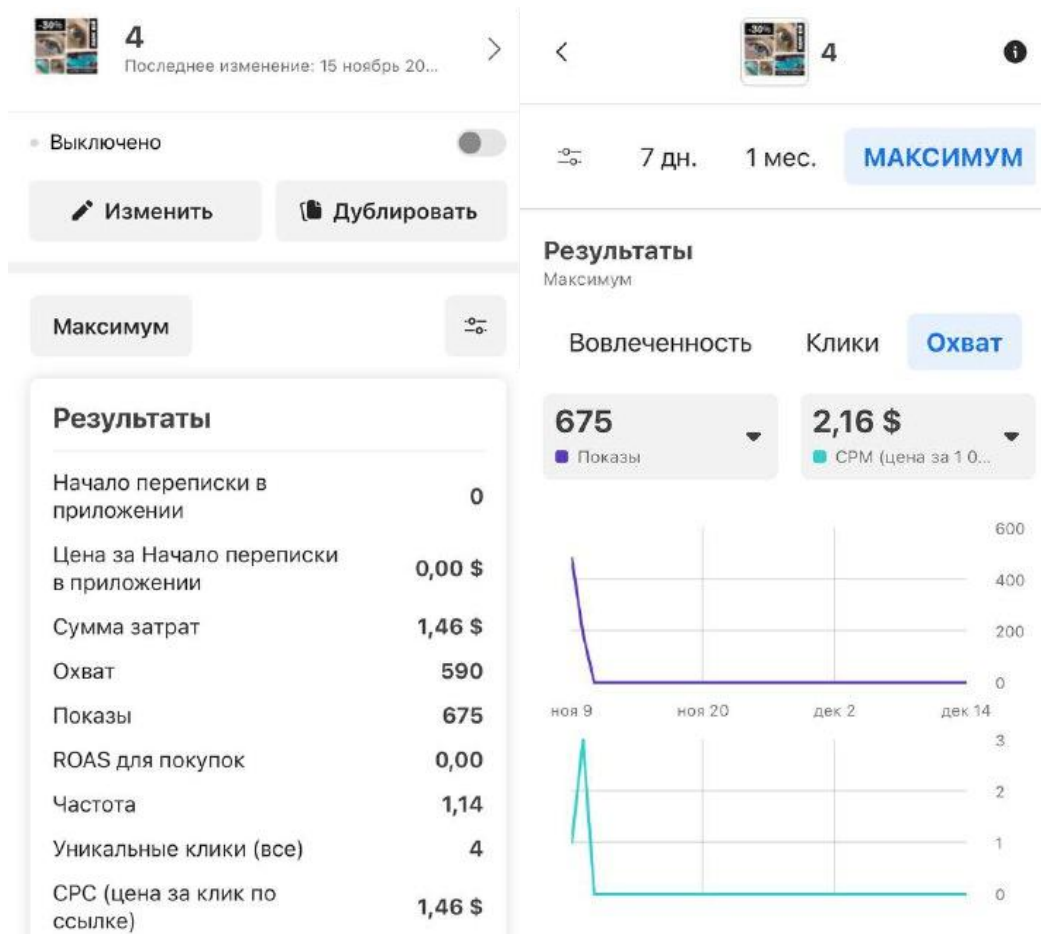 -30%
4
Последнее изменение: 15 ноябрь 20...
Выключено
Изменить
Дублировать
Максимум
Результаты
Начало переписки в
приложении
0
Цена за Начало переписки
в приложении
0,00 $
Сумма затрат
1,46 $
Охват
590
Показы
675
ROAS для покупок
0,00
Частота
1,14
Уникальные клики (все)
4
CPC (цена за клик по
ссылке)
1,46 $
-30%
4
7 дн.
1 мес.
МАКСИМУМ
Результаты
Максимум
Вовлеченность
Клики
Охват
675
Показы
2,16 $
CPM (цена за 1 0...
600
400
200
0
ноя 9
ноя 20
дек 2
дек 14
3
2
1
0